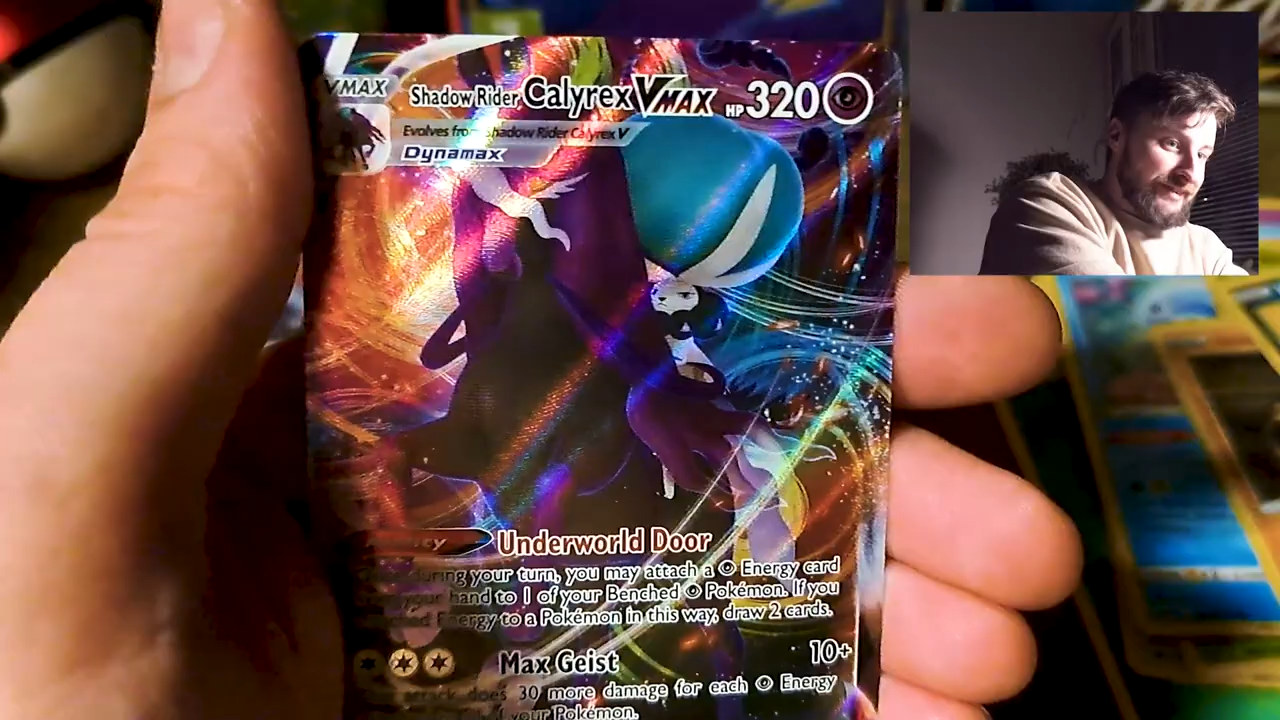 VMAX
Shadow Rider Calyrex VMAX HP 320
Evolves from Shadow Rider Calyrex V
Dynamax
Underworld Door
during your turn, you may attach a Energy card
your hand to 1 of your Benched Pokémon. If you
Energy to a Pokémon in this way, draw 2 cards.
Max Geist 10+
attack does 30 more damage for each Energy
of your Pokémon.